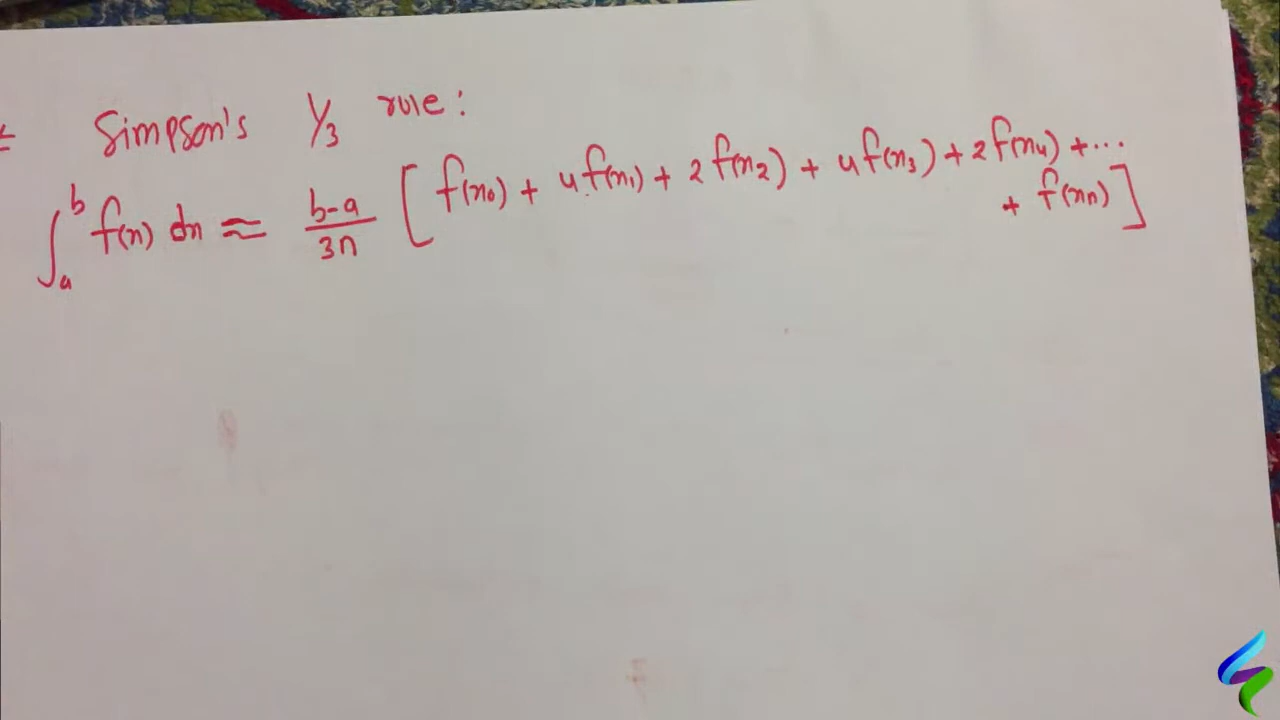 Simpson's 1/3 rule:
∫_a^b f(x) dx ≈ (b-a)/(3n) [f(x₀) + 4f(x₁) + 2f(x₂) + 4f(x₃) + 2f(x₄) + ...
+ f(xₙ)]